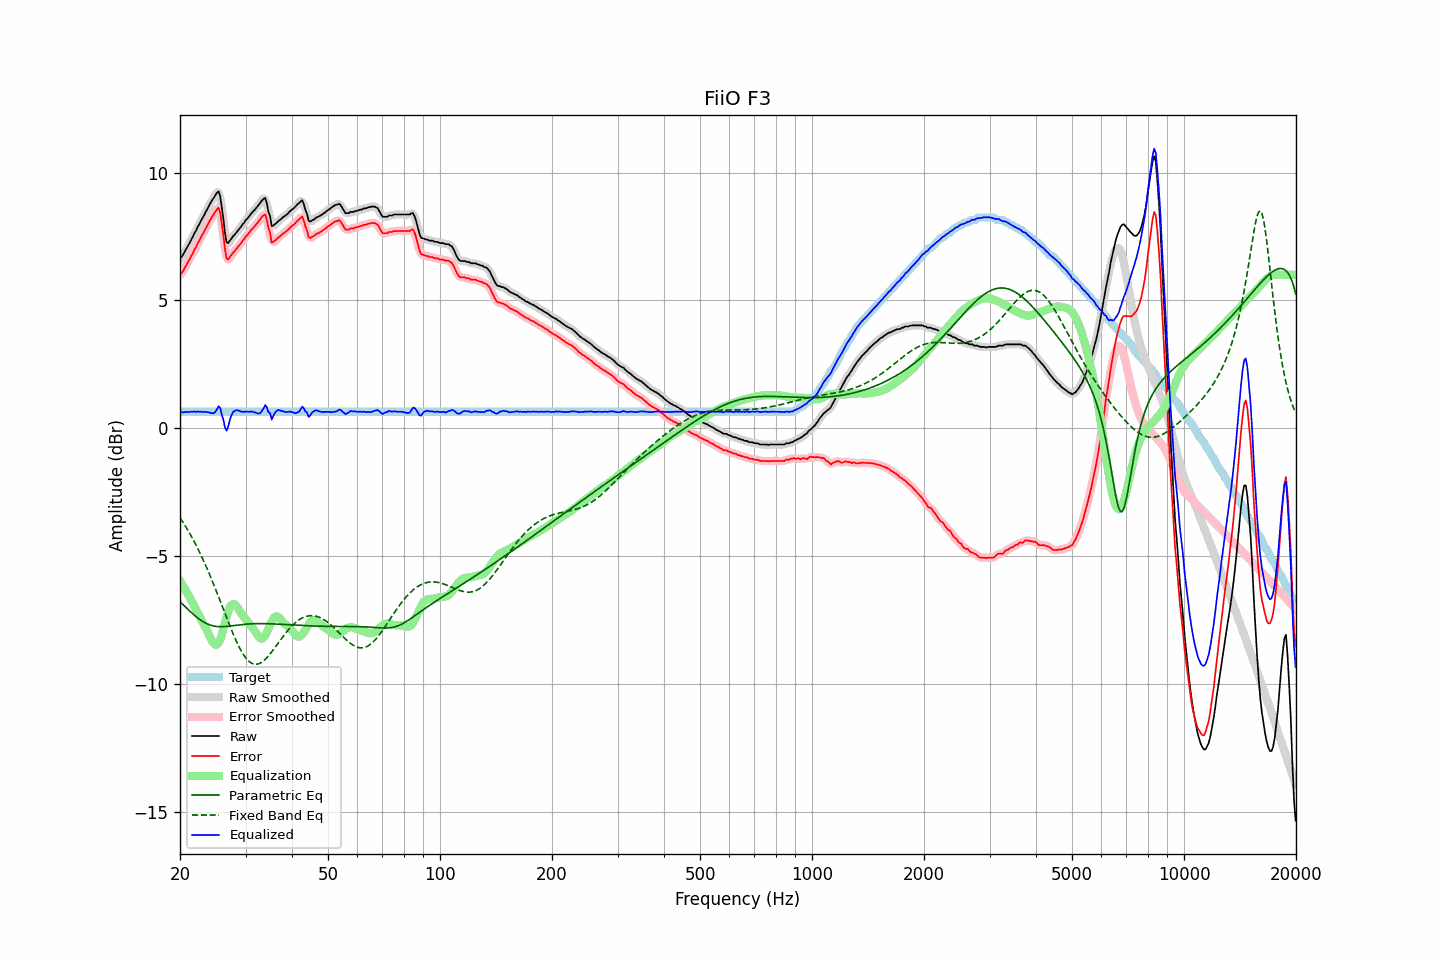 FiiO F3
Amplitude (dBr)
10
5
0
−5
−10
−15
Target
Raw Smoothed
Error Smoothed
Raw
Error
Equalization
Parametric Eq
Fixed Band Eq
Equalized
20
50
100
200
500
1000
2000
5000
10000
20000
Frequency (Hz)